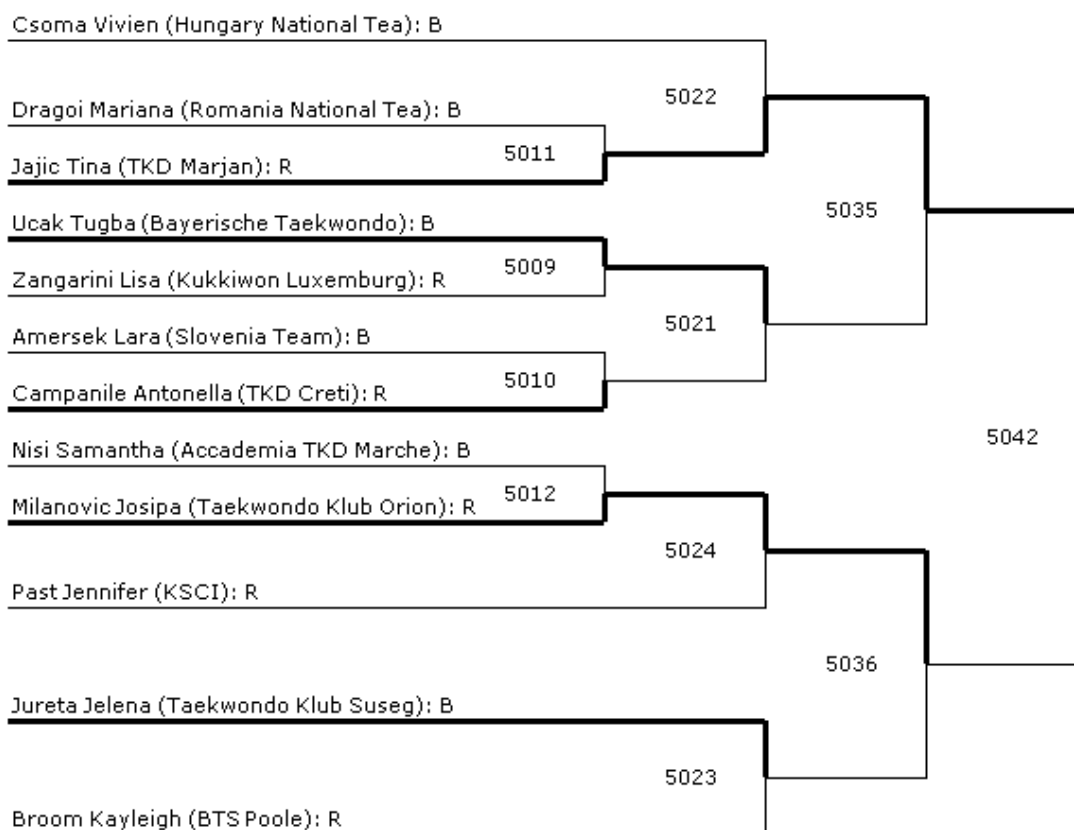 Csoma Vivien (Hungary National Tea): B
5022
Dragoi Mariana (Romania National Tea): B
5011
Jajic Tina (TKD Marjan): R
5035
Ucak Tugba (Bayerische Taekwondo): B
5009
Zangarini Lisa (Kukkiwon Luxemburg): R
5021
Amersek Lara (Slovenia Team): B
5010
Campanile Antonella (TKD Creti): R
5042
Nisi Samantha (Accademia TKD Marche): B
5012
Milanovic Josipa (Taekwondo Klub Orion): R
5024
Past Jennifer (KSCI): R
5036
Jureta Jelena (Taekwondo Klub Suseg): B
5023
Broom Kayleigh (BTS Poole): R